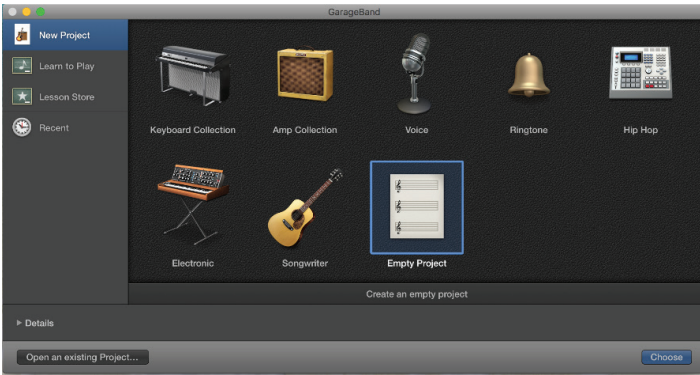 GarageBand
New Project
Learn to Play
Lesson Store
Recent
Keyboard Collection
Amp Collection
Voice
Ringtone
Hip Hop
Electronic
Songwriter
Empty Project
Create an empty project
Details
Open an existing Project...
Choose